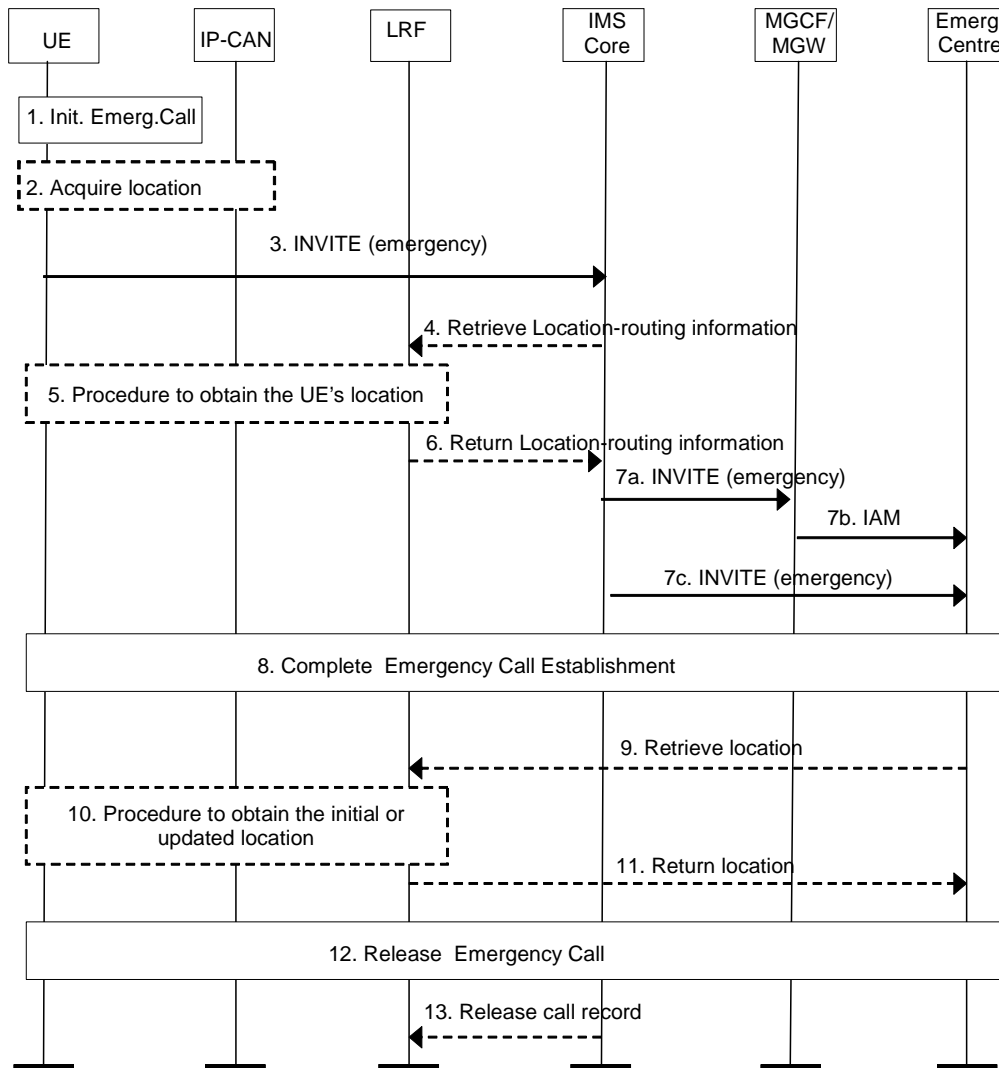 UE
IP-CAN
LRF
IMS
Core
MGCF/
MGW
Emerg
Centre
1. Init. Emerg.Call
2. Acquire location
3. INVITE (emergency)
4. Retrieve Location-routing information
5. Procedure to obtain the UE's location
6. Return Location-routing information
7a. INVITE (emergency)
7b. IAM
7c. INVITE (emergency)
8. Complete Emergency Call Establishment
9. Retrieve location
10. Procedure to obtain the initial or
updated location
11. Return location
12. Release Emergency Call
13. Release call record